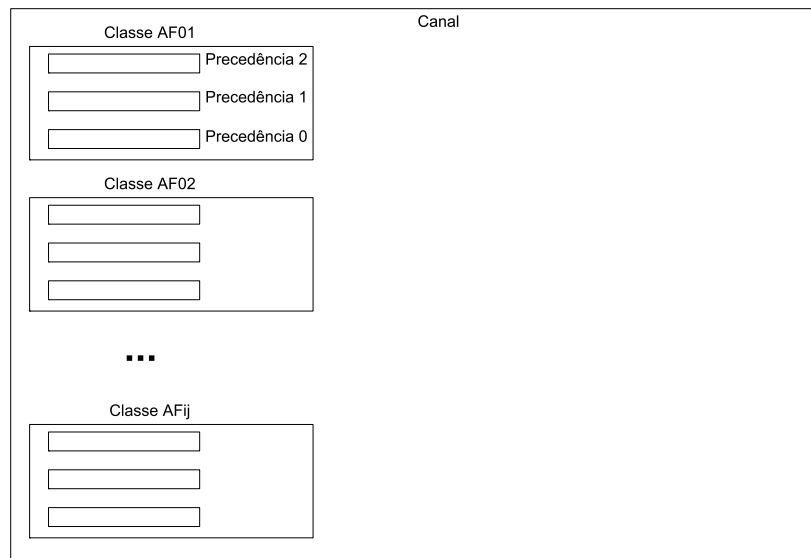 Canal
Classe AF01
Precedência 2
Precedência 1
Precedência 0
Classe AF02
...
Classe AFij